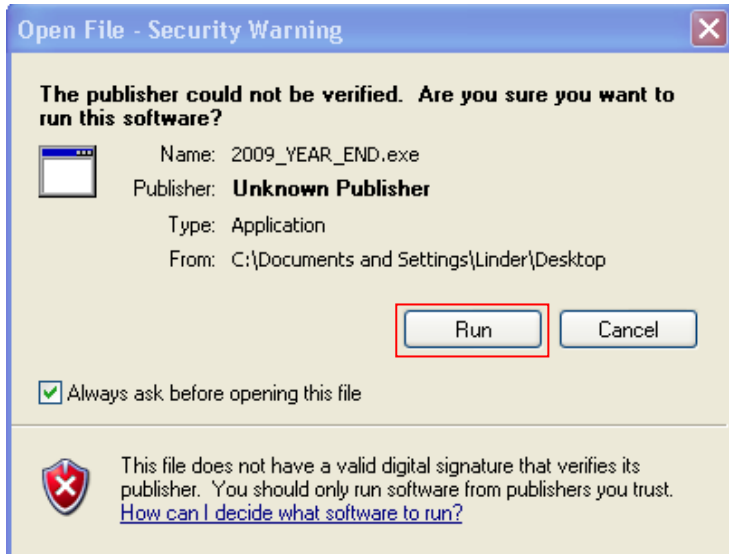 Open File - Security Warning
The publisher could not be verified.  Are you sure you want to
run this software?
Name: 2009_YEAR_END.exe
Publisher: Unknown Publisher
Type: Application
From: C:\Documents and Settings\Linder\Desktop
Run
Cancel
Always ask before opening this file
This file does not have a valid digital signature that verifies its
publisher.  You should only run software from publishers you trust.
How can I decide what software to run?